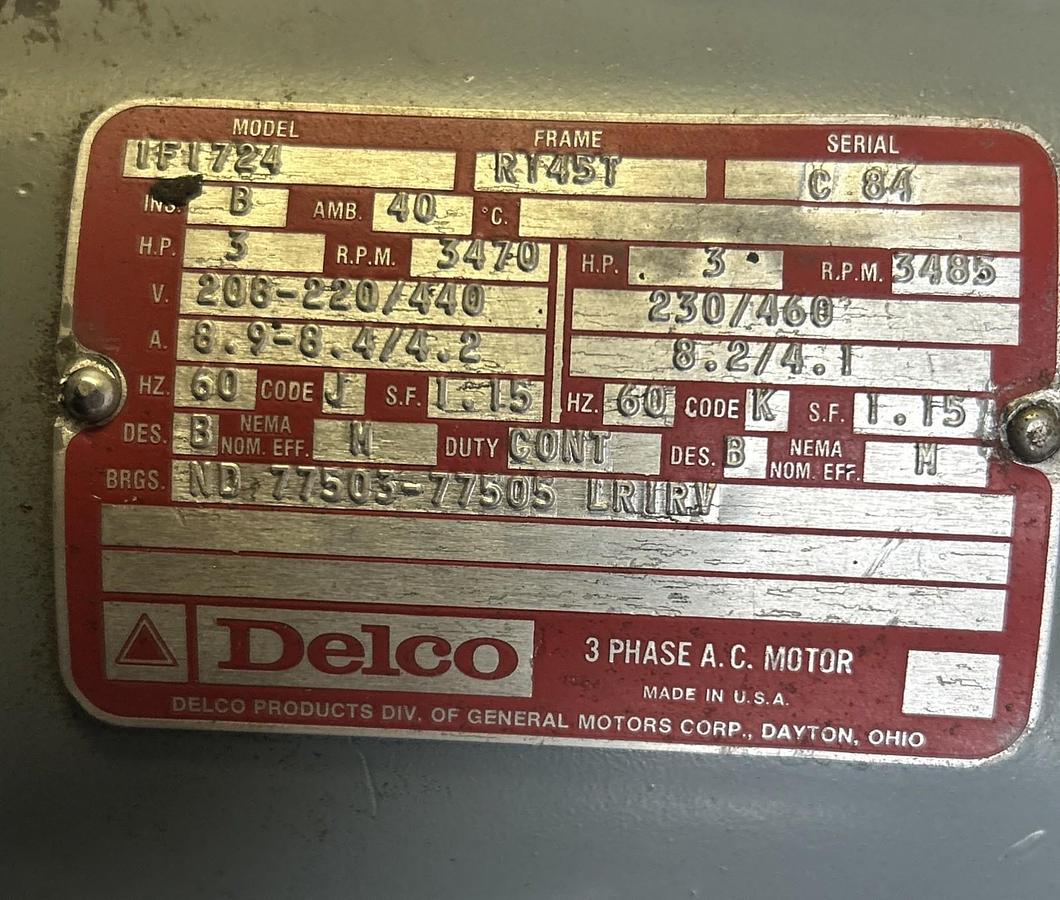 MODEL FRAME SERIAL
1F1724 R145T C 84
INS. B AMB. 40 °C.
H.P. 3 R.P.M. 3470 H.P. 3 R.P.M. 3485
V. 208-220/440 230/460
A. 8.9-8.4/4.2 8.2/4.1
HZ. 60 CODE J S.F. 1.15 HZ. 60 CODE K S.F. 1.15
DES. B NEMA NOM. EFF. M DUTY CONT DES. B NEMA NOM. EFF. M
BRGS. ND 77503-77505 LRIRV
Delco 3 PHASE A.C. MOTOR
MADE IN U.S.A.
DELCO PRODUCTS DIV. OF GENERAL MOTORS CORP., DAYTON, OHIO